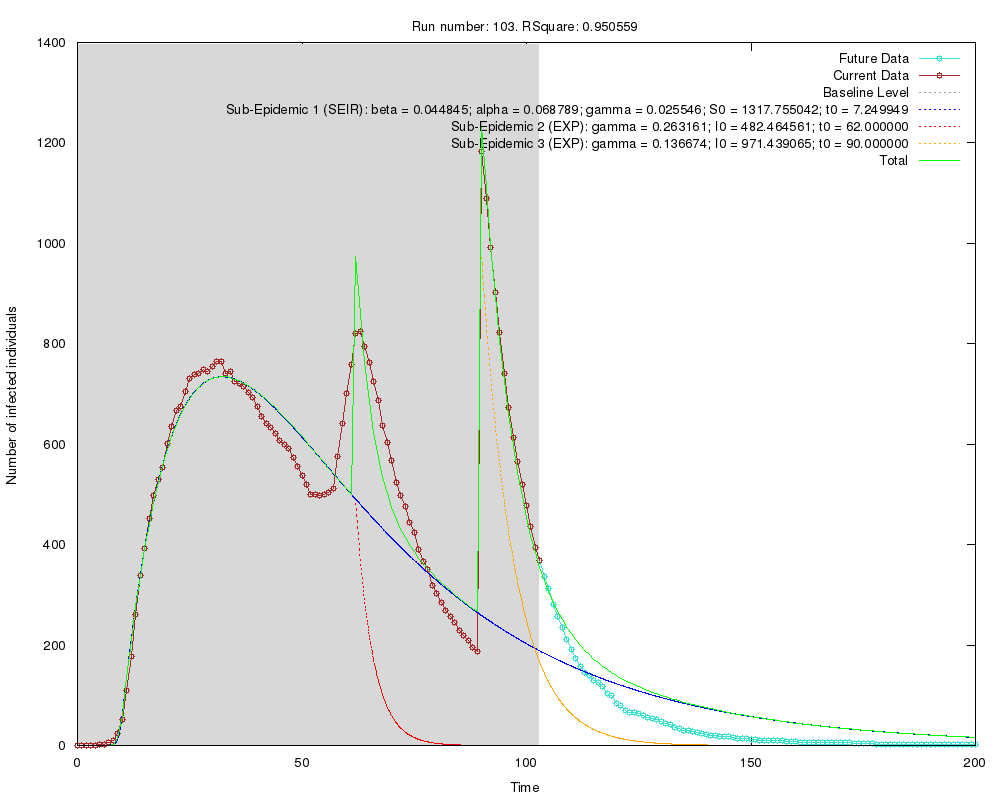 Run number: 103. RSquare: 0.950559
1400
1200
1000
800
600
400
200
0
Number of infected individuals
Future Data
Current Data
Baseline Level
Sub-Epidemic 1 (SEIR): beta = 0.044845; alpha = 0.068789; gamma = 0.025546; S0 = 1317.755042; t0 = 7.249949
Sub-Epidemic 2 (EXP): gamma = 0.263161; I0 = 482.464561; t0 = 62.000000
Sub-Epidemic 3 (EXP): gamma = 0.136674; I0 = 971.439065; t0 = 90.000000
Total
0 50 100 150 200
Time